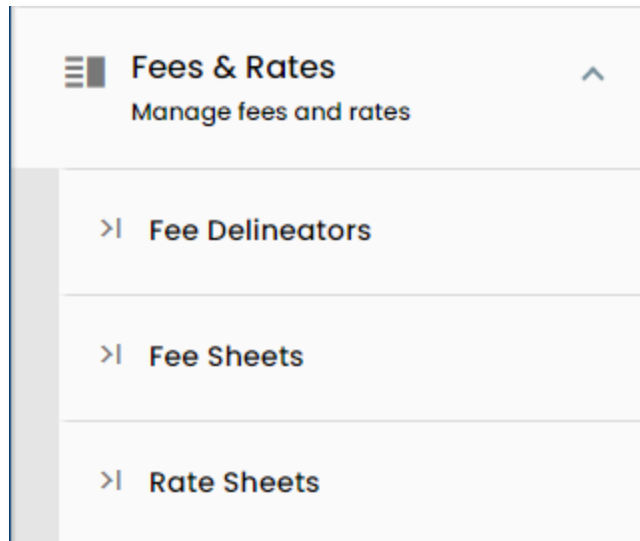 Fees & Rates
Manage fees and rates
Fee Delineators
Fee Sheets
Rate Sheets